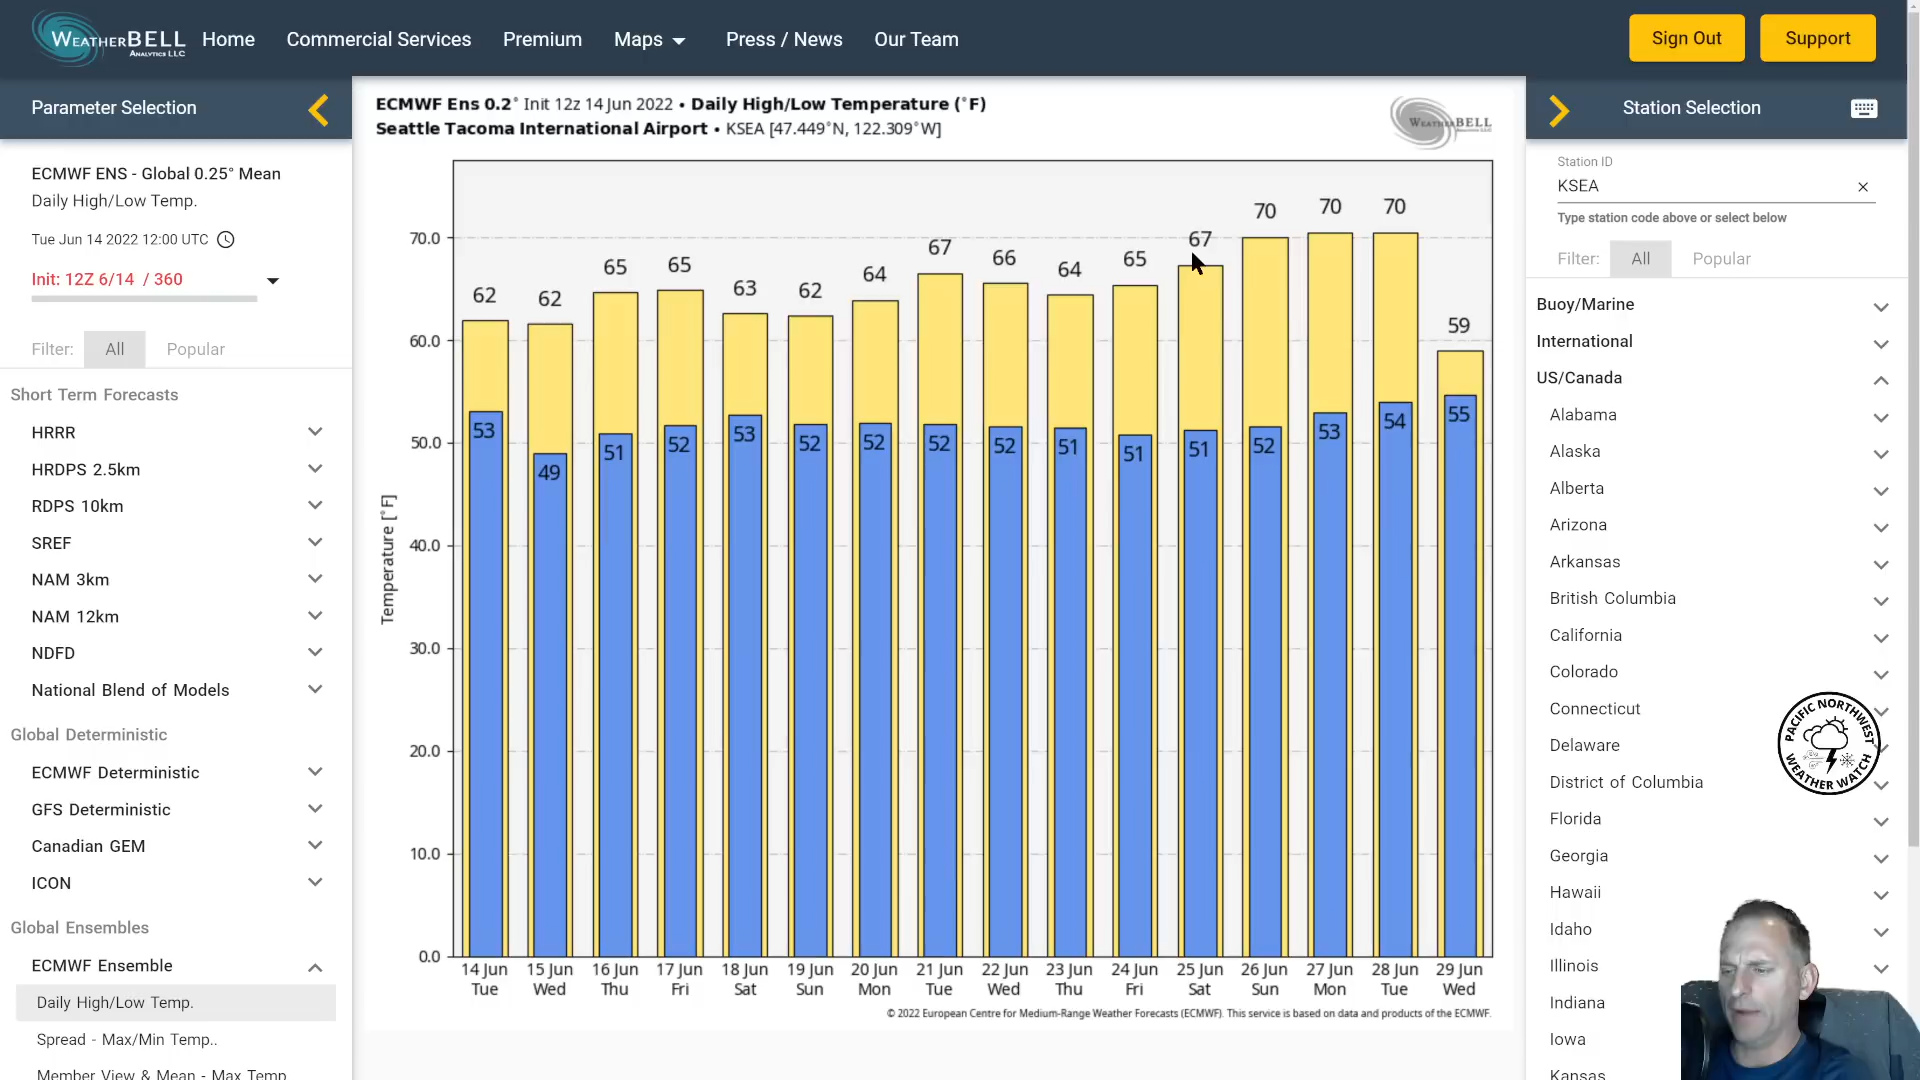 WEATHERBELL
ANALYTICS LLC
Home
Commercial Services
Premium
Maps
Press / News
Our Team
Sign Out
Support
Parameter Selection
ECMWF ENS - Global 0.25° Mean
Daily High/Low Temp.
Tue Jun 14 2022 12:00 UTC
Init: 12Z 6/14 / 360
Filter: All Popular
Short Term Forecasts
HRRR
HRDPS 2.5km
RDPS 10km
SREF
NAM 3km
NAM 12km
NDFD
National Blend of Models
Global Deterministic
ECMWF Deterministic
GFS Deterministic
Canadian GEM
ICON
Global Ensembles
ECMWF Ensemble
Daily High/Low Temp.
Spread - Max/Min Temp..
Member View & Mean - Max Temp
ECMWF Ens 0.2° Init 12z 14 Jun 2022 • Daily High/Low Temperature (°F)
Seattle Tacoma International Airport • KSEA [47.449°N, 122.309°W]
WEATHERBELL
Temperature [°F]
70.0
60.0
50.0
40.0
30.0
20.0
10.0
0.0
62 62 65 65 63 62 64 67 66 64 65 67 70 70 70 59
53 49 51 52 53 52 52 52 52 51 51 51 52 53 54 55
14 Jun 15 Jun 16 Jun 17 Jun 18 Jun 19 Jun 20 Jun 21 Jun 22 Jun 23 Jun 24 Jun 25 Jun 26 Jun 27 Jun 28 Jun 29 Jun
Tue Wed Thu Fri Sat Sun Mon Tue Wed Thu Fri Sat Sun Mon Tue Wed
© 2022 European Centre for Medium-Range Weather Forecasts (ECMWF). This service is based on data and products of the ECMWF.
Station Selection
Station ID
KSEA
Type station code above or select below
Filter: All Popular
Buoy/Marine
International
US/Canada
Alabama
Alaska
Alberta
Arizona
Arkansas
British Columbia
California
Colorado
Connecticut
Delaware
District of Columbia
Florida
Georgia
Hawaii
Idaho
Illinois
Indiana
Iowa
Kansas
PACIFIC NORTHWEST
WEATHER WATCH